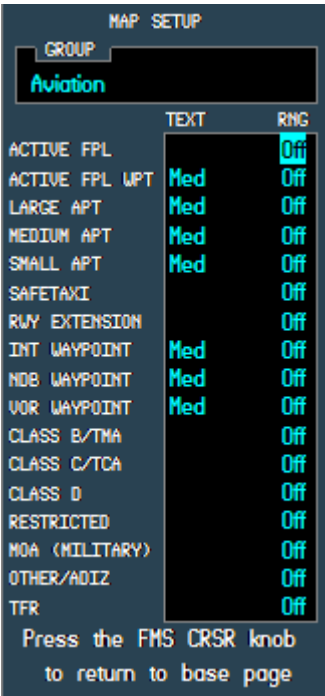 MAP SETUP
GROUP
Aviation
TEXT RNG
ACTIVE FPL Off
ACTIVE FPL WPT Med Off
LARGE APT Med Off
MEDIUM APT Med Off
SMALL APT Med Off
SAFETAXI Off
RWY EXTENSION Off
INT WAYPOINT Med Off
NDB WAYPOINT Med Off
VOR WAYPOINT Med Off
CLASS B/TMA Off
CLASS C/TCA Off
CLASS D Off
RESTRICTED Off
MOA (MILITARY) Off
OTHER/ADIZ Off
TFR Off
Press the FMS CRSR knob
to return to base page